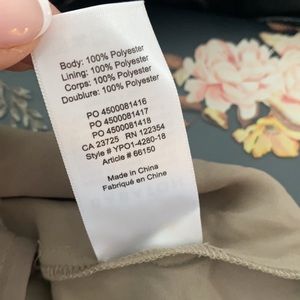 Body: 100% Polyester
Lining: 100% Polyester
Corps: 100% Polyester
Doublure: 100% Polyester
PO 4500081416
PO 4500081417
PO 4500081418
CA 23725 RN 122354
Style # YPO1-4280-18
Article # 66150
Made in China
Fabriqué en Chine